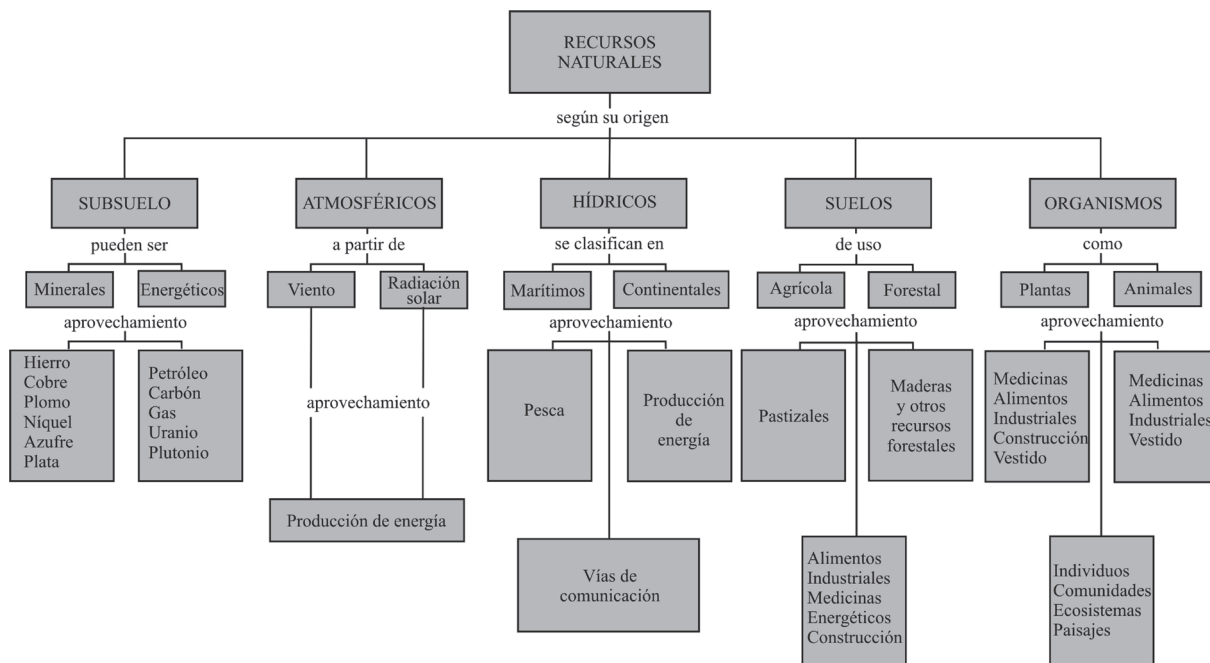 RECURSOS
NATURALES
según su origen
SUBSUELO
ATMOSFÉRICOS
HÍDRICOS
SUELOS
ORGANISMOS
pueden ser
a partir de
se clasifican en
de uso
como
Minerales
Energéticos
Viento
Radiación
solar
Marítimos
Continentales
Agrícola
Forestal
Plantas
Animales
aprovechamiento
aprovechamiento
aprovechamiento
aprovechamiento
Hierro
Cobre
Plomo
Níquel
Azufre
Plata
Petróleo
Carbón
Gas
Uranio
Plutonio
aprovechamiento
Pesca
Producción
de
energía
Pastizales
Maderas
y otros
recursos
forestales
Medicinas
Alimentos
Industriales
Construcción
Vestido
Medicinas
Alimentos
Industriales
Vestido
Producción de energía
Vías de
comunicación
Alimentos
Industriales
Medicinas
Energéticos
Construcción
Individuos
Comunidades
Ecosistemas
Paisajes